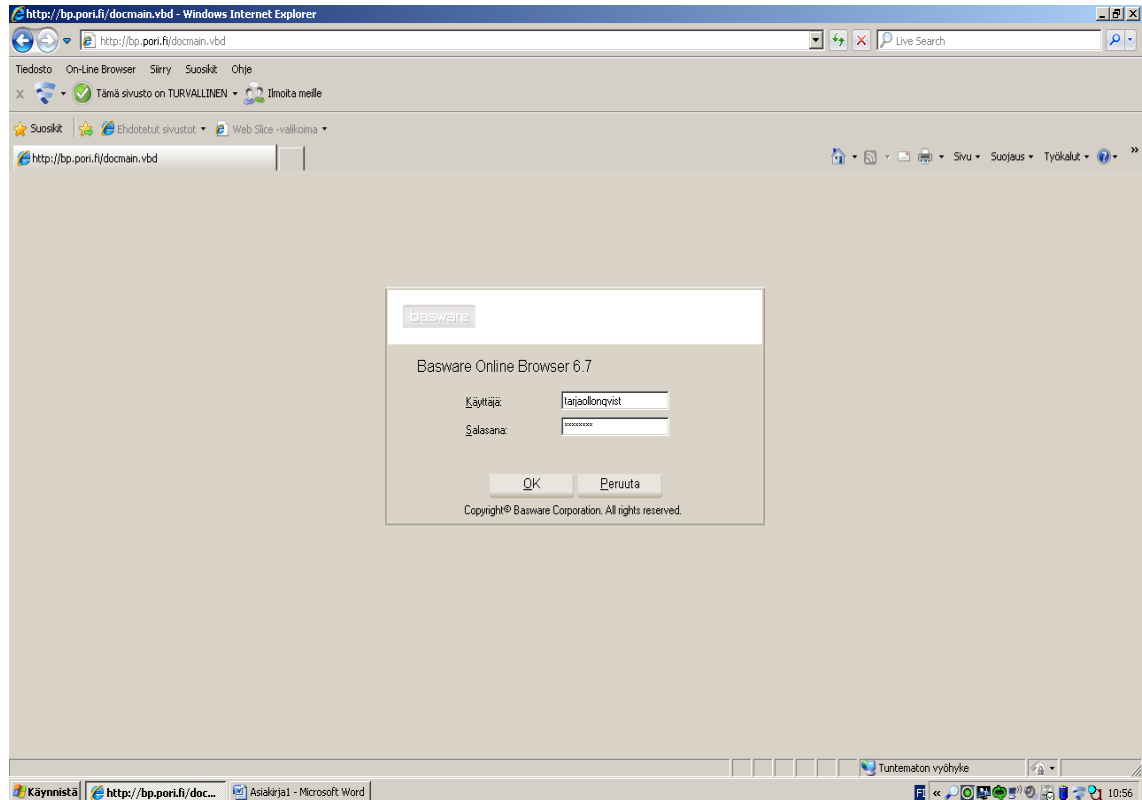 http://bp.pori.fi/docmain.vbd - Windows Internet Explorer
http://bp.pori.fi/docmain.vbd
Live Search
Tiedosto On-Line Browser Siirry Suosikit Ohje
x Tämä sivusto on TURVALLINEN Ilmoita meille
Suosikit Ehdotetut sivustot Web Slice -valikoima
http://bp.pori.fi/docmain.vbd
Sivu Suojaus Työkalut »
basware
Basware Online Browser 6.7
Käyttäjä: tarjaollonqvist
Salasana: xxxxxxxx
OK Peruuta
Copyright© Basware Corporation. All rights reserved.
Tuntematon vyöhyke
Käynnistä http://bp.pori.fi/doc... Asiakirja1 - Microsoft Word FI « 10:56